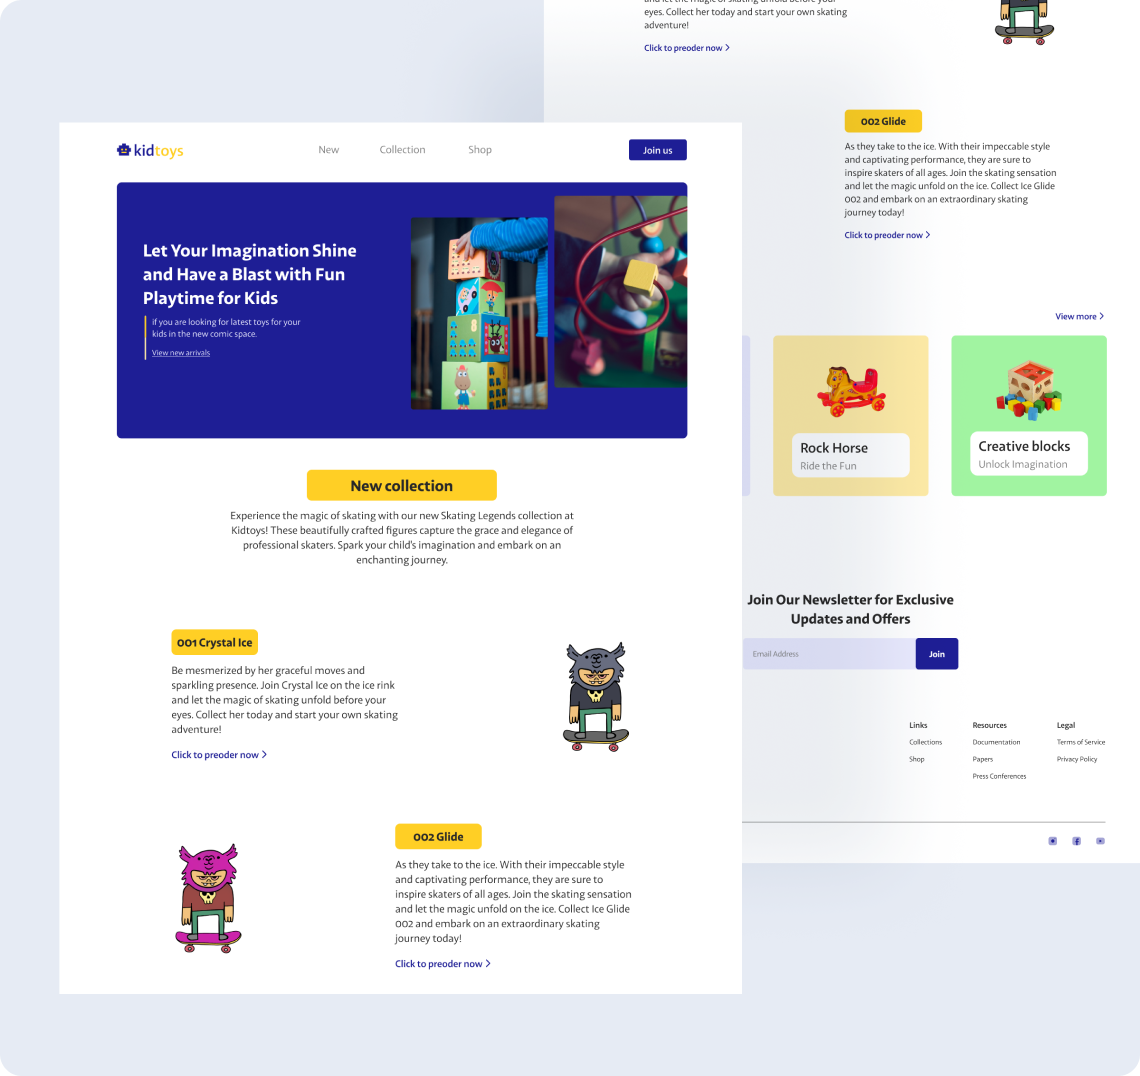 kidtoys
New
Collection
Shop
Join us
Let Your Imagination Shine
and Have a Blast with Fun
Playtime for Kids
if you are looking for latest toys for your
kids in the new comic space.
View new arrivals
8
New collection
Experience the magic of skating with our new Skating Legends collection at
Kidtoys! These beautifully crafted figures capture the grace and elegance of
professional skaters. Spark your child's imagination and embark on an
enchanting journey.
001 Crystal Ice
Be mesmerized by her graceful moves and
sparkling presence. Join Crystal Ice on the ice rink
and let the magic of skating unfold before your
eyes. Collect her today and start your own skating
adventure!
Click to preoder now
002 Glide
As they take to the ice. With their impeccable style
and captivating performance, they are sure to
inspire skaters of all ages. Join the skating sensation
and let the magic unfold on the ice. Collect Ice Glide
002 and embark on an extraordinary skating
journey today!
Click to preoder now
and let the magic of skating unfold before your
eyes. Collect her today and start your own skating
adventure!
Click to preoder now
002 Glide
As they take to the ice. With their impeccable style
and captivating performance, they are sure to
inspire skaters of all ages. Join the skating sensation
and let the magic unfold on the ice. Collect Ice Glide
002 and embark on an extraordinary skating
journey today!
Click to preoder now
View more
Rock Horse
Ride the Fun
Creative blocks
Unlock Imagination
Join Our Newsletter for Exclusive
Updates and Offers
Email Address
Join
Links
Collections
Shop
Resources
Documentation
Papers
Press Conferences
Legal
Terms of Service
Privacy Policy